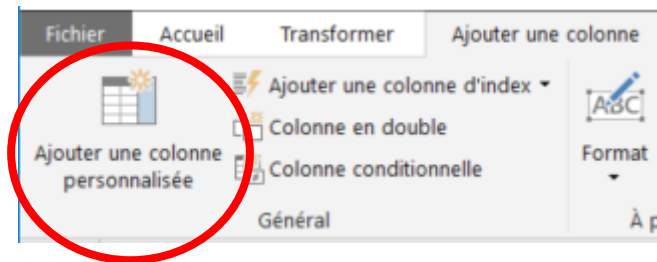 Fichier Accueil Transformer Ajouter une colonne
Ajouter une colonne
personnalisée
Ajouter une colonne d'index
Colonne en double
Colonne conditionnelle
Général
ABC
Format
À p